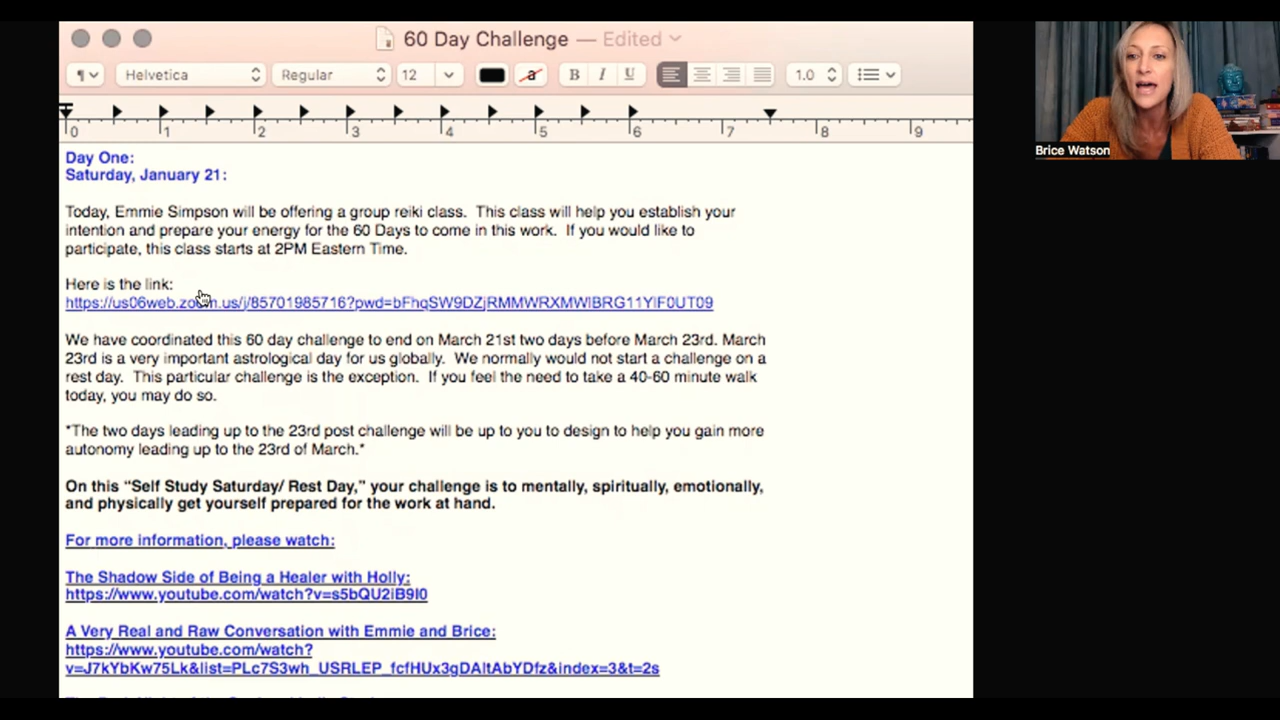 60 Day Challenge — Edited
¶ Helvetica Regular 12 a B I U 1.0
0 1 2 3 4 5 6 7 8 9
Day One:
Saturday, January 21:
Today, Emmie Simpson will be offering a group reiki class. This class will help you establish your
intention and prepare your energy for the 60 Days to come in this work. If you would like to
participate, this class starts at 2PM Eastern Time.
Here is the link:
We have coordinated this 60 day challenge to end on March 21st two days before March 23rd. March
23rd is a very important astrological day for us globally. We normally would not start a challenge on a
rest day. This particular challenge is the exception. If you feel the need to take a 40-60 minute walk
today, you may do so.
*The two days leading up to the 23rd post challenge will be up to you to design to help you gain more
autonomy leading up to the 23rd of March.*
On this “Self Study Saturday/ Rest Day,” your challenge is to mentally, spiritually, emotionally,
and physically get yourself prepared for the work at hand.
For more information, please watch:
The Shadow Side of Being a Healer with Holly:
https://www.youtube.com/watch?v=s5bQU2iB9I0
A Very Real and Raw Conversation with Emmie and Brice:
https://www.youtube.com/watch?
v=J7kYbKw75Lk&list=PLc7S3wh_USRLEP_fcfHUx3gDAltAbYDfz&index=3&t=2s
Brice Watson